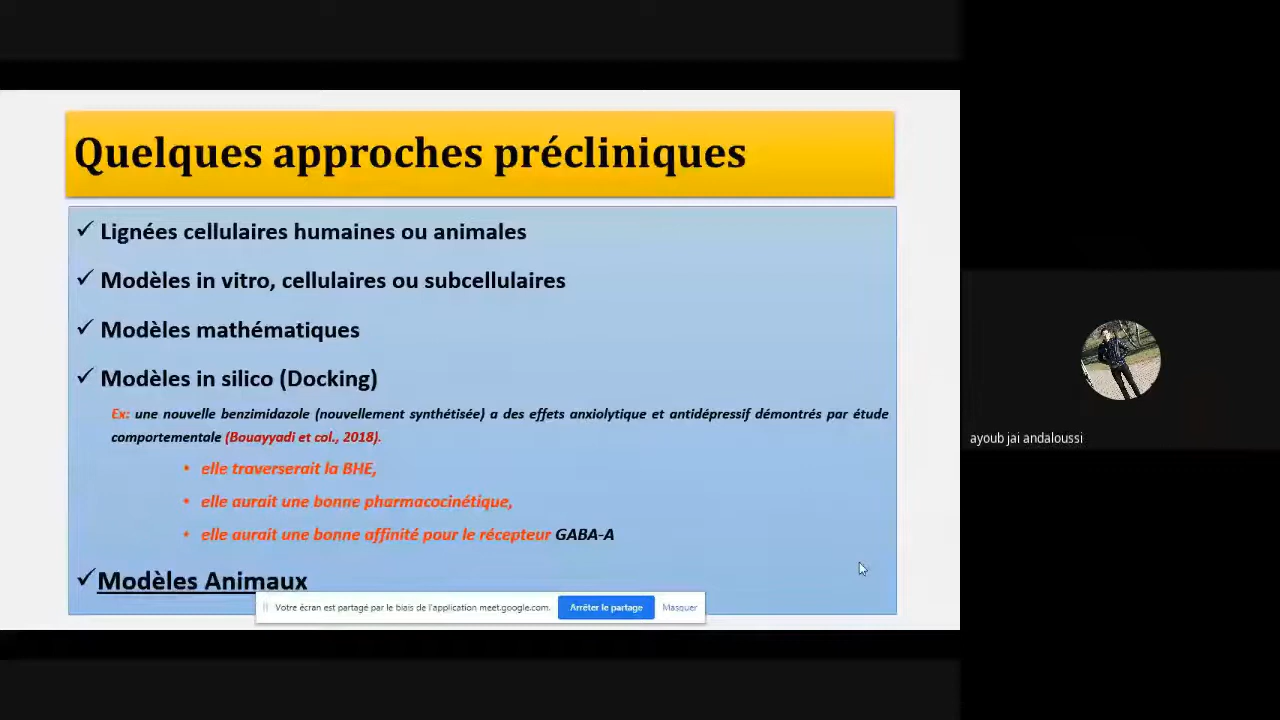 Quelques approches précliniques
✓ Lignées cellulaires humaines ou animales
✓ Modèles in vitro, cellulaires ou subcellulaires
✓ Modèles mathématiques
✓ Modèles in silico (Docking)
Ex: une nouvelle benzimidazole (nouvellement synthétisée) a des effets anxiolytique et antidépressif démontrés par étude
comportementale (Bouayyadi et col., 2018).
• elle traverserait la BHE,
• elle aurait une bonne pharmacocinétique,
• elle aurait une bonne affinité pour le récepteur GABA-A
✓ Modèles Animaux
Votre écran est partagé par le biais de l'application meet.google.com. Arrêter le partage Masquer
ayoub jai andaloussi